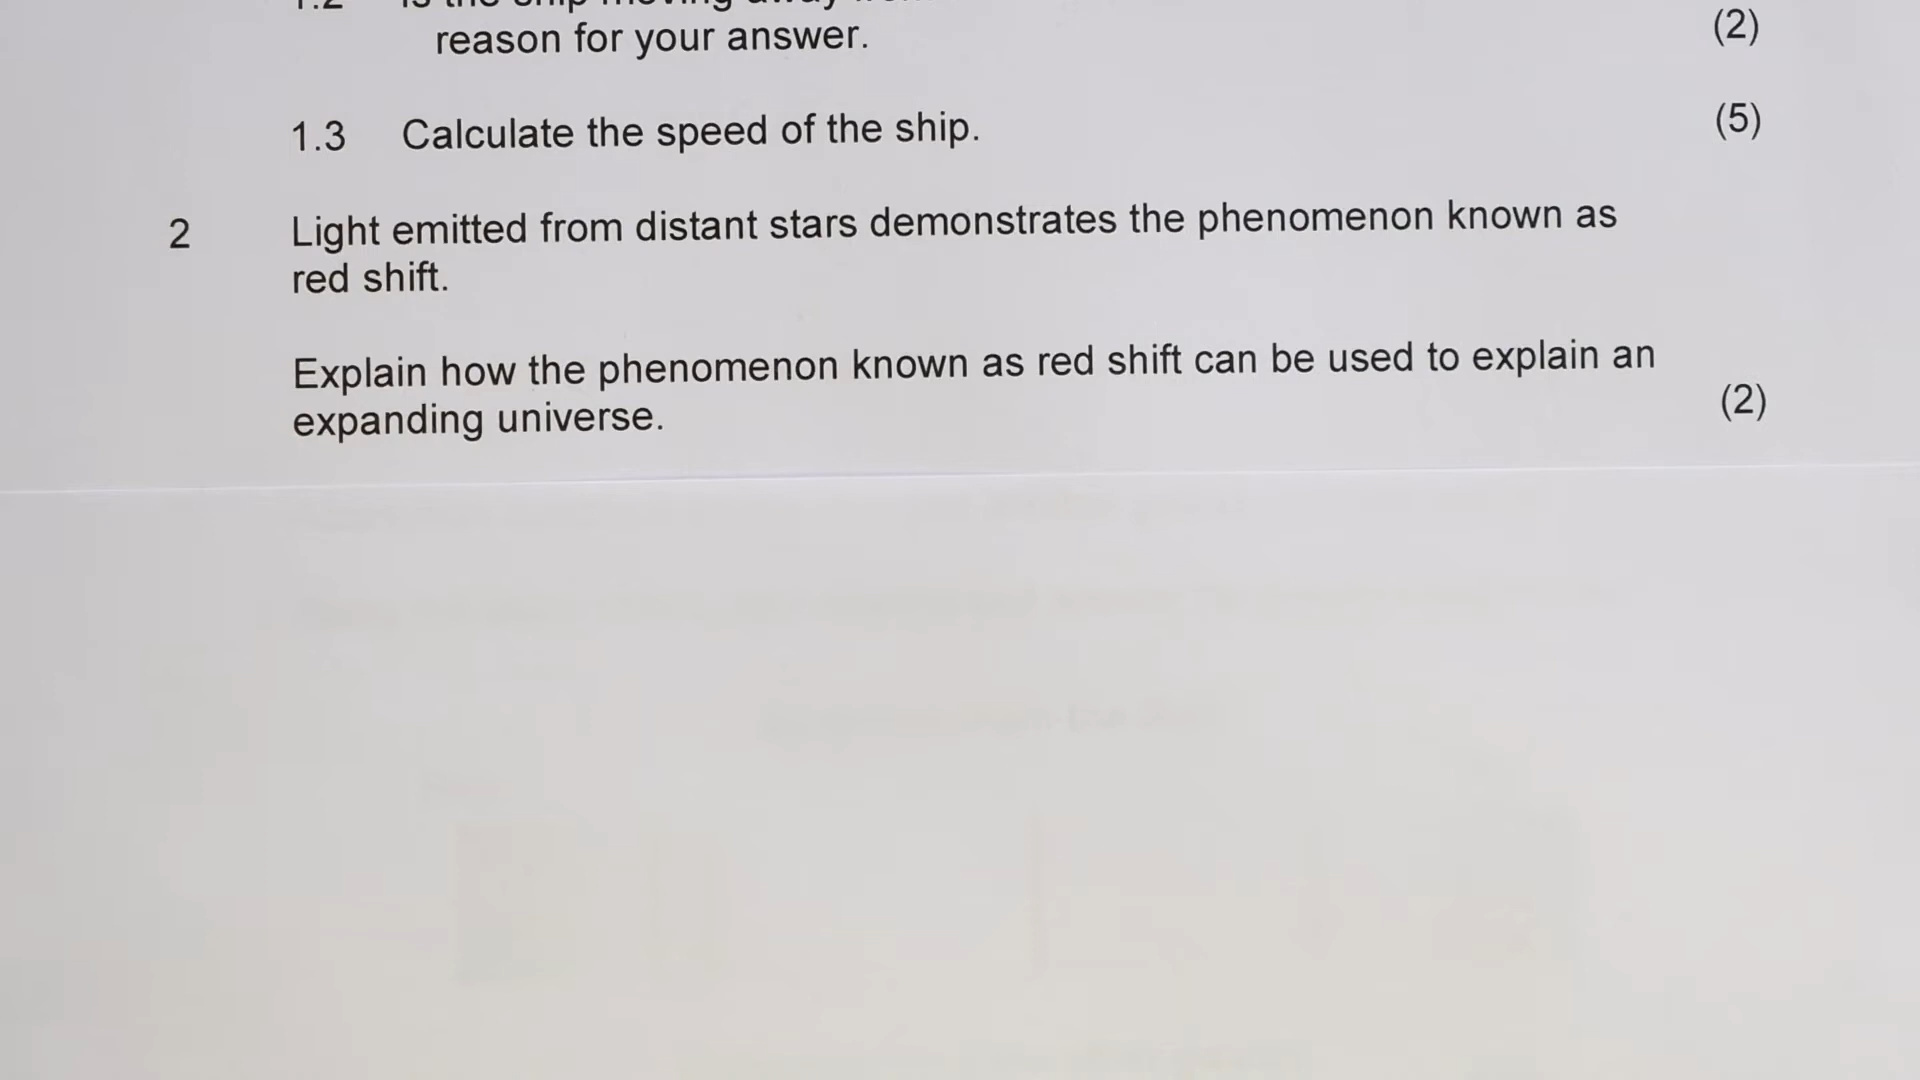 reason for your answer. (2)
1.3 Calculate the speed of the ship. (5)
2 Light emitted from distant stars demonstrates the phenomenon known as
red shift.
Explain how the phenomenon known as red shift can be used to explain an
expanding universe. (2)